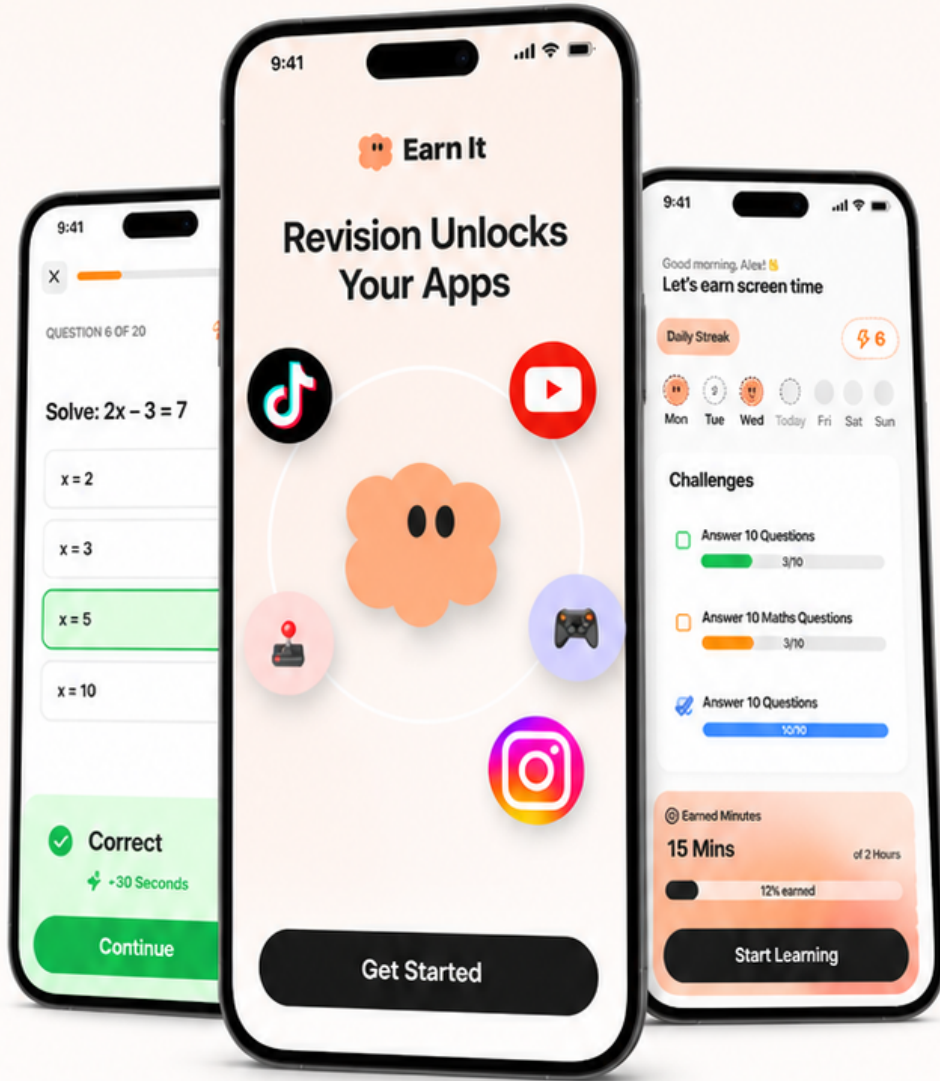 9:41
X
QUESTION 6 OF 20
Solve: 2x – 3 = 7
x = 2
x = 3
x = 5
x = 10
Correct
+30 Seconds
Continue
9:41
Earn It
Revision Unlocks
Your Apps
Get Started
9:41
Good morning, Alex!
Let's earn screen time
Daily Streak
6
Mon Tue Wed Today Fri Sat Sun
Challenges
Answer 10 Questions
3/10
Answer 10 Maths Questions
3/10
Answer 10 Questions
10/10
Earned Minutes
15 Mins
of 2 Hours
12% earned
Start Learning